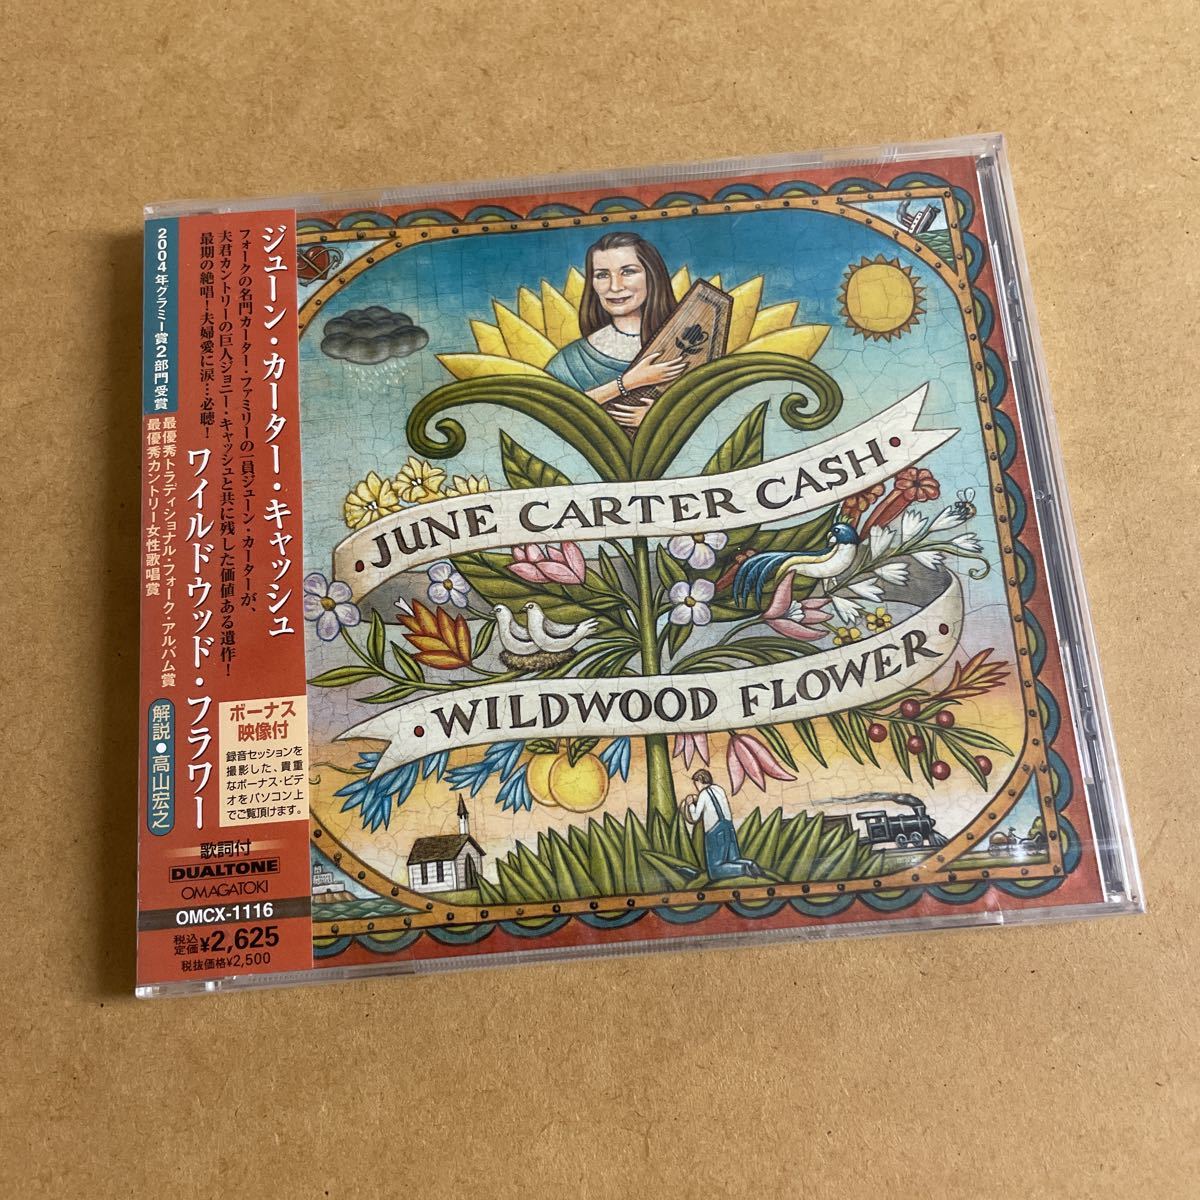 ジューン・カーター・キャッシュ
ワイルドウッド・フラワー
フォークの名門カーター・ファミリーの一員ジューン・カーターが、
夫君カントリーの巨人ジョニー・キャッシュと共に残した価値ある遺作！
最期の絶唱！夫婦愛に涙…必聴！
2004年グラミー賞2部門受賞
最優秀トラディショナル・フォーク・アルバム賞
最優秀カントリー女性歌唱賞
解説●高山宏之
ボーナス
映像付
録音セッションを
撮影した、貴重
なボーナス・ビデ
オをパソコン上
でご覧頂けます。
歌詞付
DUALTONE
OMAGATOKI
OMCX-1116
税込
定価¥2,625
税抜価格¥2,500
・JUNE CARTER CASH・
・WILDWOOD FLOWER・